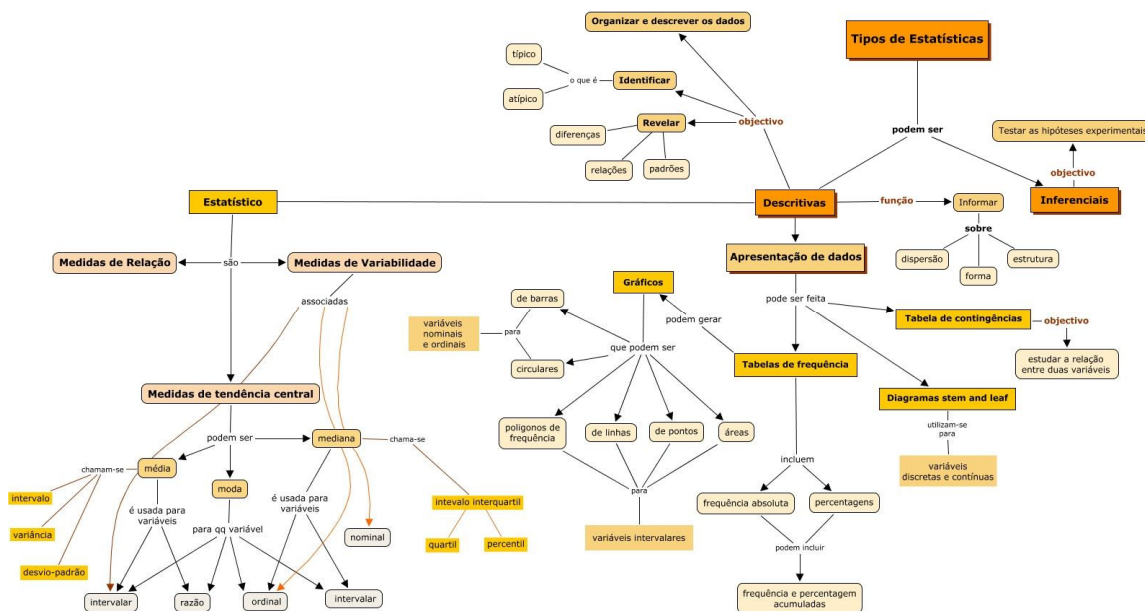 Organizar e descrever os dados
Tipos de Estatísticas
típico
o que é
Identificar
atípico
Revelar
objectivo
diferenças
relações
padrões
podem ser
Testar as hipóteses experimentais
objectivo
Estatístico
Descritivas
função
Informar
Inferenciais
sobre
dispersão
forma
estrutura
Medidas de Relação
são
Medidas de Variabilidade
Apresentação de dados
associadas
Gráficos
pode ser feita
de barras
podem gerar
Tabela de contingências
objectivo
variáveis
nominais
e ordinais
para
que podem ser
circulares
Tabelas de frequência
estudar a relação
entre duas variáveis
Medidas de tendência central
Diagramas stem and leaf
poligonos de
frequência
de linhas
de pontos
áreas
utilizam-se
para
podem ser
mediana
chama-se
chamam-se
média
moda
incluem
variáveis
discretas e contínuas
intervalo
é usada para
variáveis
é usada para
variáveis
para qq variável
intevalo interquartil
para
frequência absoluta
percentagens
variância
nominal
quartil
percentil
variáveis intervalares
podem incluir
desvio-padrão
intervalar
razão
ordinal
intervalar
frequência e percentagem
acumuladas